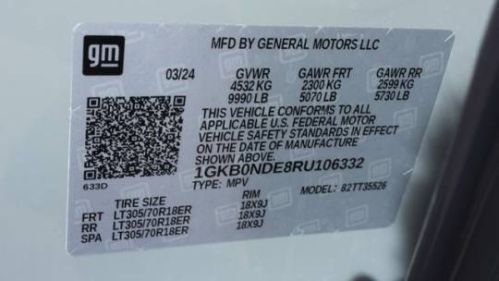 gm
MFD BY GENERAL MOTORS LLC
03/24 GVWR GAWR FRT GAWR RR
4532 KG 2300 KG 2599 KG
9990 LB 5070 LB 5730 LB
THIS VEHICLE CONFORMS TO ALL
APPLICABLE U.S. FEDERAL MOTOR
VEHICLE SAFETY STANDARDS IN EFFECT
ON THE DATE OF MANUFACTURE
SHOWN ABOVE.
1GKB0NDE8RU106332
633D
TYPE: MPV MODEL: 82TT35526
TIRE SIZE RIM
FRT LT305/70R18ER 18X9J
RR LT305/70R18ER 18X9J
SPA LT305/70R18ER 18X9J